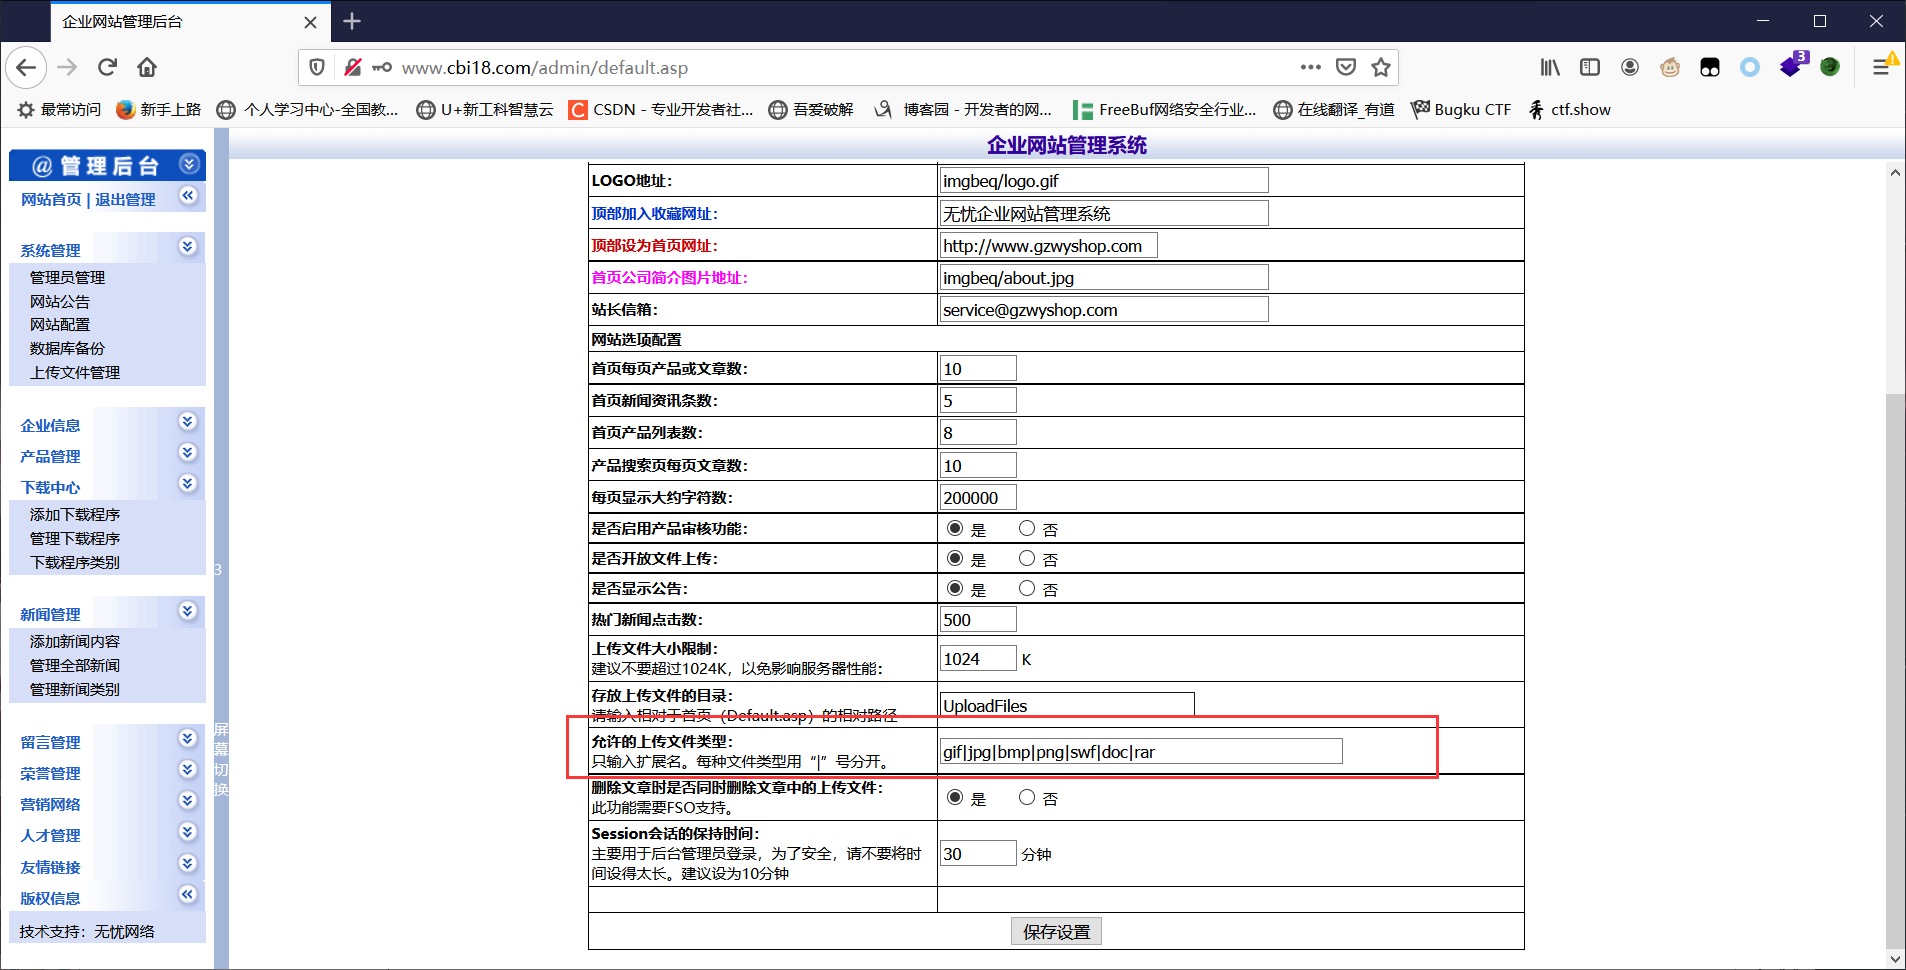 企业网站管理后台
www.cbi18.com/admin/default.asp
3
最常访问 新手上路 个人学习中心-全国教... U+新工科智慧云 CSDN - 专业开发者社... 吾爱破解 博客园 - 开发者的网... FreeBuf网络安全行业... 在线翻译_有道 Bugku CTF ctf.show
企业网站管理系统
@ 管理后台
网站首页 | 退出管理
系统管理
管理员管理
网站公告
网站配置
数据库备份
上传文件管理
企业信息
产品管理
下载中心
添加下载程序
管理下载程序
下载程序类别
新闻管理
添加新闻内容
管理全部新闻
管理新闻类别
留言管理
荣誉管理
营销网络
人才管理
友情链接
版权信息
技术支持：无忧网络
3
屏
幕
切
换
LOGO地址： imgbeq/logo.gif
顶部加入收藏网址： 无忧企业网站管理系统
顶部设为首页网址： http://www.gzwyshop.com
首页公司简介图片地址： imgbeq/about.jpg
站长信箱： service@gzwyshop.com
网站选项配置
首页每页产品或文章数： 10
首页新闻资讯条数： 5
首页产品列表数： 8
产品搜索页每页文章数： 10
每页显示大约字符数： 200000
是否启用产品审核功能： 是 否
是否开放文件上传： 是 否
是否显示公告： 是 否
热门新闻点击数： 500
上传文件大小限制：
建议不要超过1024K，以免影响服务器性能： 1024 K
存放上传文件的目录：
请输入相对于首页（Default.asp）的相对路径 UploadFiles
允许的上传文件类型：
只输入扩展名。每种文件类型用“|”号分开。 gif|jpg|bmp|png|swf|doc|rar
删除文章时是否同时删除文章中的上传文件：
此功能需要FSO支持。 是 否
Session会话的保持时间：
主要用于后台管理员登录，为了安全，请不要将时
间设得太长。建议设为10分钟 30 分钟
保存设置